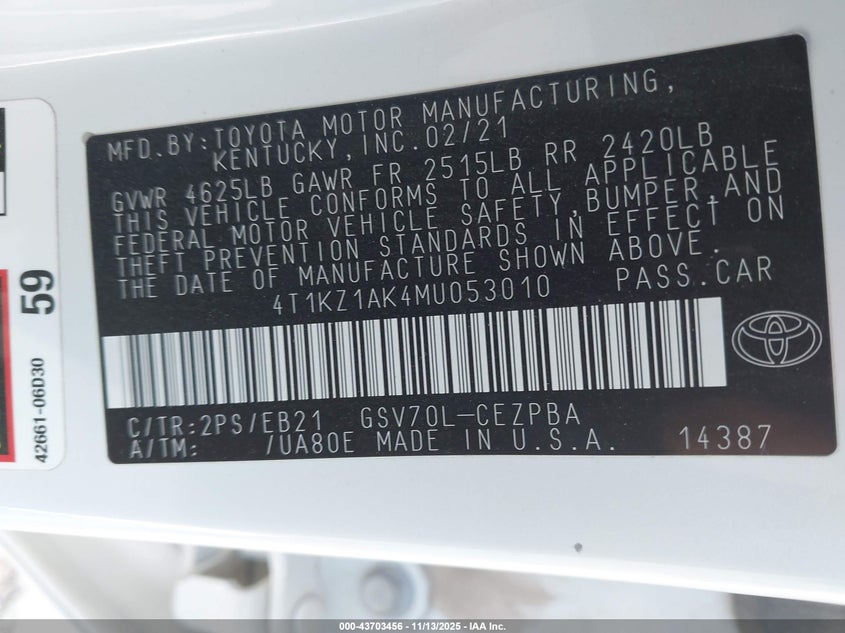 MFD.BY:TOYOTA MOTOR MANUFACTURING,
KENTUCKY,INC.02/21
GVWR 4625LB GAWR FR 2515LB RR 2420LB
THIS VEHICLE CONFORMS TO ALL APPLICABLE
FEDERAL MOTOR VEHICLE SAFETY,BUMPER,AND
THEFT PREVENTION STANDARDS IN EFFECT ON
THE DATE OF MANUFACTURE SHOWN ABOVE.
4T1KZ1AK4MU053010 PASS.CAR
C/TR:2PS/EB21 GSV70L-CEZPBA
A/TM: /UA80E MADE IN U.S.A. 14387
59
42661-06D30
000-43703456 - 11/13/2025 - IAA Inc.